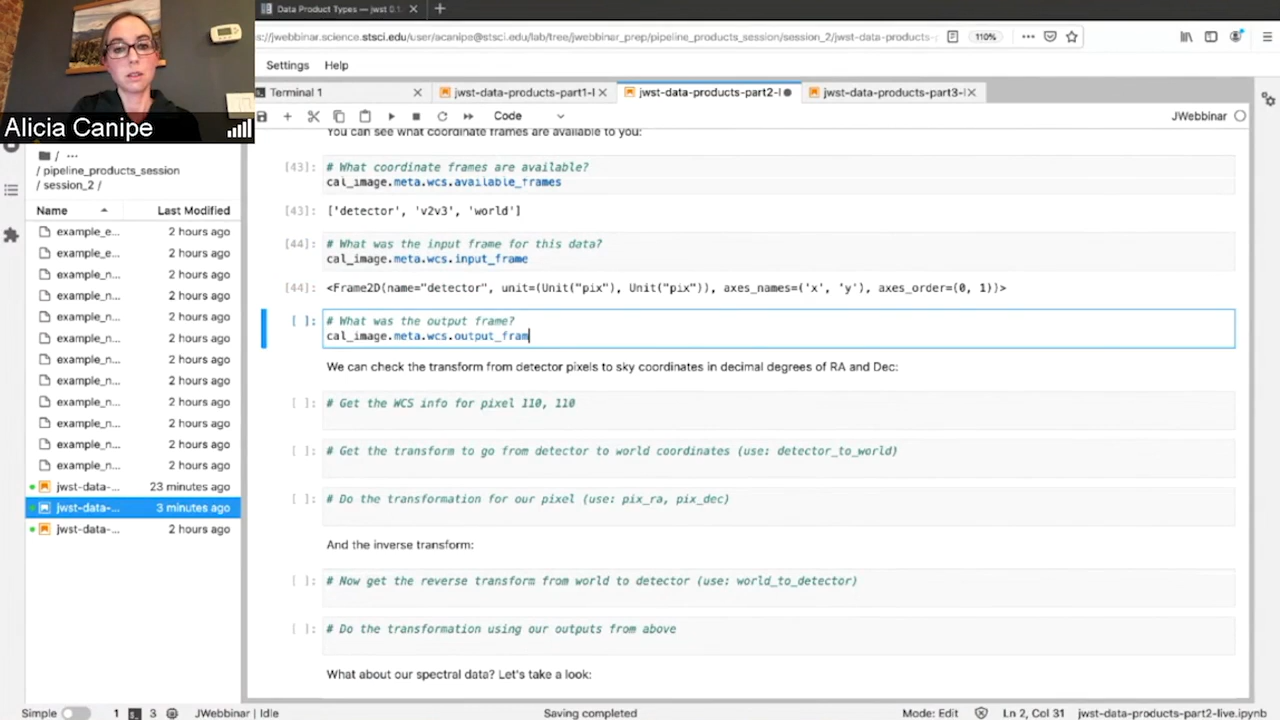 Data Product Types — jwst 0.1
s://jwebbinar.science.stsci.edu/user/acanipe@stsci.edu/lab/tree/jwebbinar_prep/pipeline_products_session/session_2/jwst-data-products-
110%
Settings Help
Terminal 1
jwst-data-products-part1-l
jwst-data-products-part2-l
jwst-data-products-part3-l
Code
JWebbinar
Alicia Canipe
/ ...
/ pipeline_products_session
/ session_2 /
Name Last Modified
example_e... 2 hours ago
example_e... 2 hours ago
example_n... 2 hours ago
example_n... 2 hours ago
example_n... 2 hours ago
example_n... 2 hours ago
example_n... 2 hours ago
example_n... 2 hours ago
example_n... 2 hours ago
example_n... 2 hours ago
example_n... 2 hours ago
example_n... 2 hours ago
jwst-data-... 23 minutes ago
jwst-data-... 3 minutes ago
jwst-data-... 2 hours ago
You can see what coordinate frames are available to you:
[43]: # What coordinate frames are available?
cal_image.meta.wcs.available_frames
[43]: ['detector', 'v2v3', 'world']
[44]: # What was the input frame for this data?
cal_image.meta.wcs.input_frame
[44]: <Frame2D(name="detector", unit=(Unit("pix"), Unit("pix")), axes_names=('x', 'y'), axes_order=(0, 1))>
[ ]: # What was the output frame?
cal_image.meta.wcs.output_fram
We can check the transform from detector pixels to sky coordinates in decimal degrees of RA and Dec:
[ ]: # Get the WCS info for pixel 110, 110
[ ]: # Get the transform to go from detector to world coordinates (use: detector_to_world)
[ ]: # Do the transformation for our pixel (use: pix_ra, pix_dec)
And the inverse transform:
[ ]: # Now get the reverse transform from world to detector (use: world_to_detector)
[ ]: # Do the transformation using our outputs from above
What about our spectral data? Let's take a look:
Simple 1 3 JWebbinar | Idle Saving completed Mode: Edit Ln 2, Col 31 jwst-data-products-part2-live.ipynb